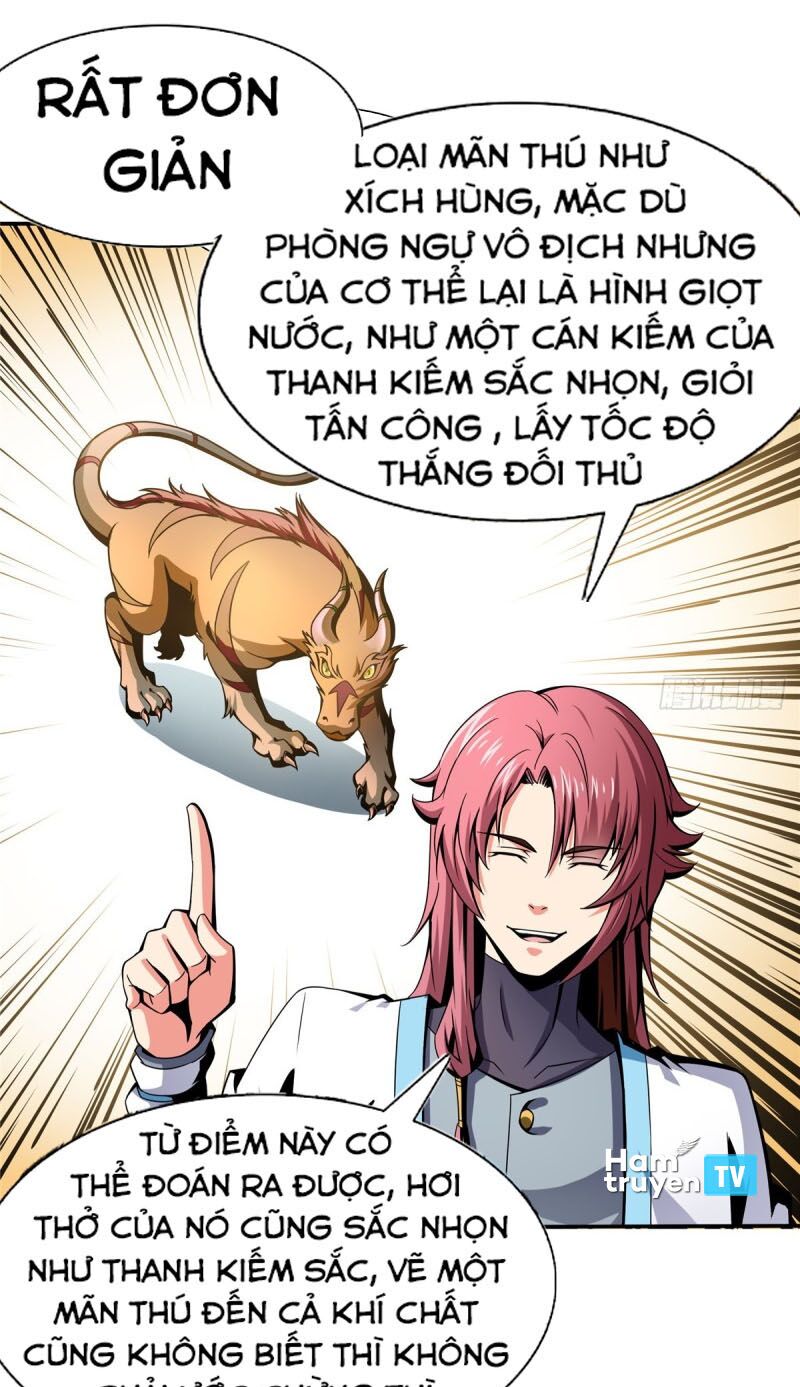 RẤT ĐƠN
GIẢN
LOẠI MÃN THÚ NHƯ
XÍCH HÙNG, MẶC DÙ
PHÒNG NGỰ VÔ ĐỊCH NHƯNG
CỦA CƠ THỂ LẠI LÀ HÌNH GIỌT
NƯỚC, NHƯ MỘT CÁN KIẾM CỦA
THANH KIẾM SẮC NHỌN, GIỎI
TẤN CÔNG , LẤY TỐC ĐỘ
THẮNG ĐỐI THỦ
腾讯动漫
TỪ ĐIỂM NÀY CÓ
THỂ ĐOÁN RA ĐƯỢC, HƠI
THỞ CỦA NÓ CŨNG SẮC NHỌN
NHƯ THANH KIẾM SẮC, VẼ MỘT
MÃN THÚ ĐẾN CẢ KHÍ CHẤT
CŨNG KHÔNG BIẾT THÌ KHÔNG
Ham
truyen TV